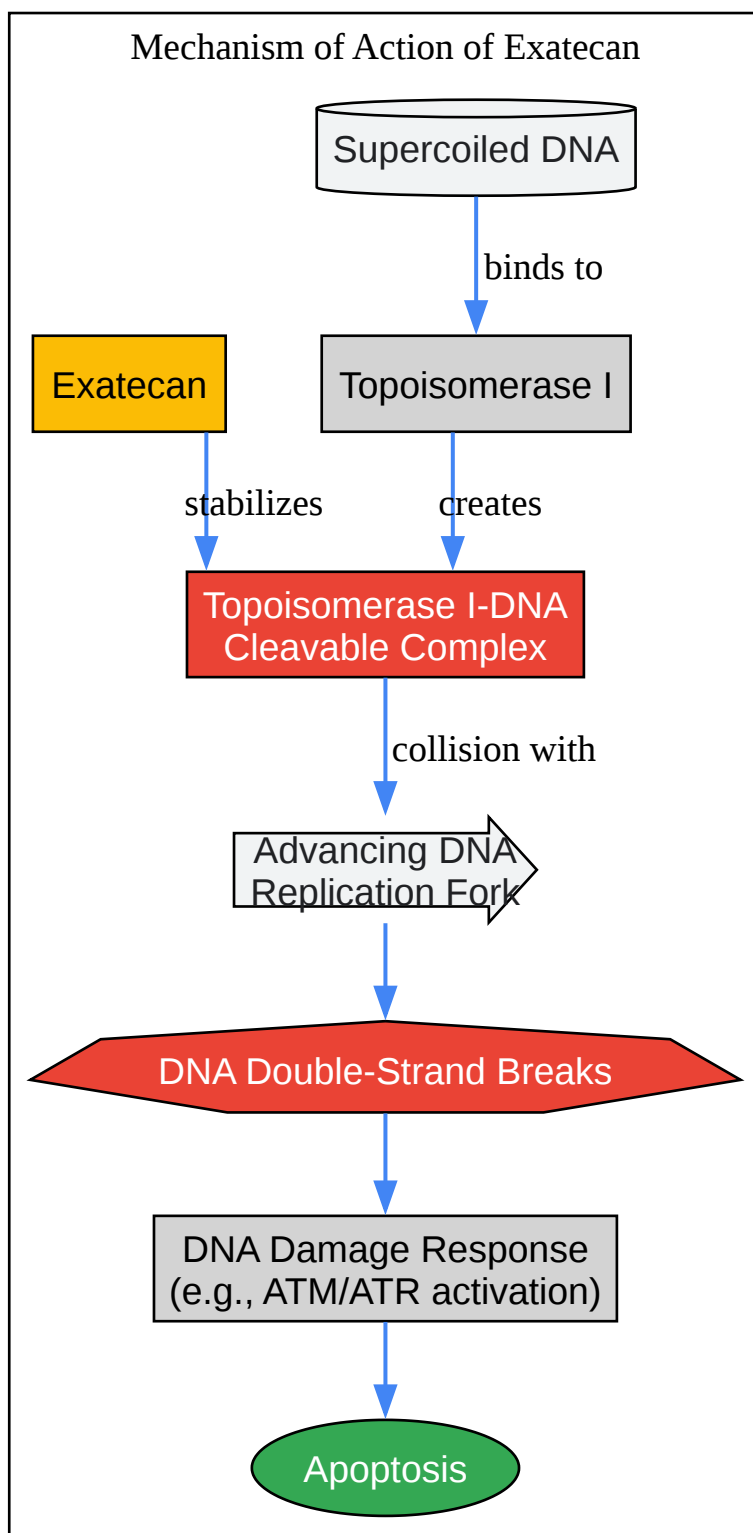 Mechanism of Action of Exatecan
Supercoiled DNA
binds to
Exatecan
Topoisomerase I
stabilizes
creates
Topoisomerase I-DNA
Cleavable Complex
collision with
Advancing DNA
Replication Fork
DNA Double-Strand Breaks
DNA Damage Response
(e.g., ATM/ATR activation)
Apoptosis